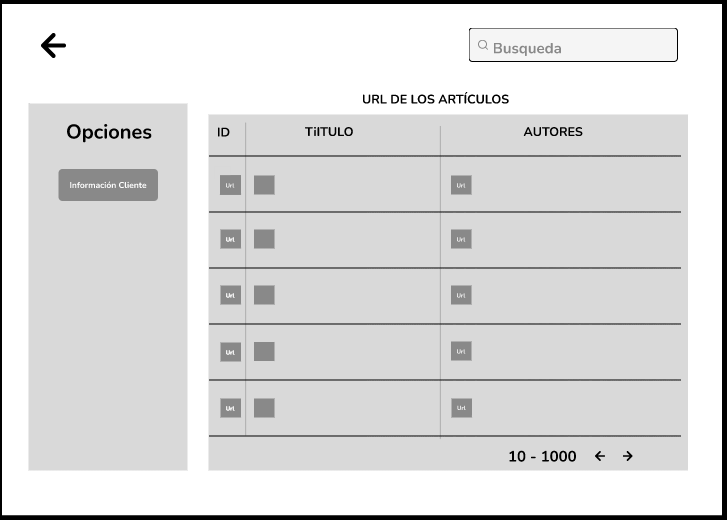 Busqueda
URL DE LOS ARTÍCULOS
Opciones
Información Cliente
ID TiITULO AUTORES
Url Url
Url Url
Url Url
Url Url
Url Url
10 - 1000